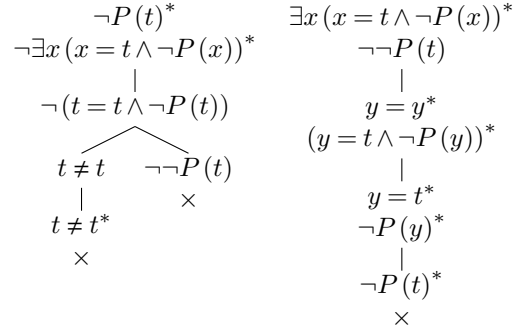 ¬P(t)*
¬∃x(x = t ∧ ¬P(x))*
¬(t = t ∧ ¬P(t))
t ≠ t ¬¬P(t)
×
t ≠ t*
×
∃x(x = t ∧ ¬P(x))*
¬¬P(t)
y = y*
(y = t ∧ ¬P(y))*
y = t*
¬P(y)*
¬P(t)*
×